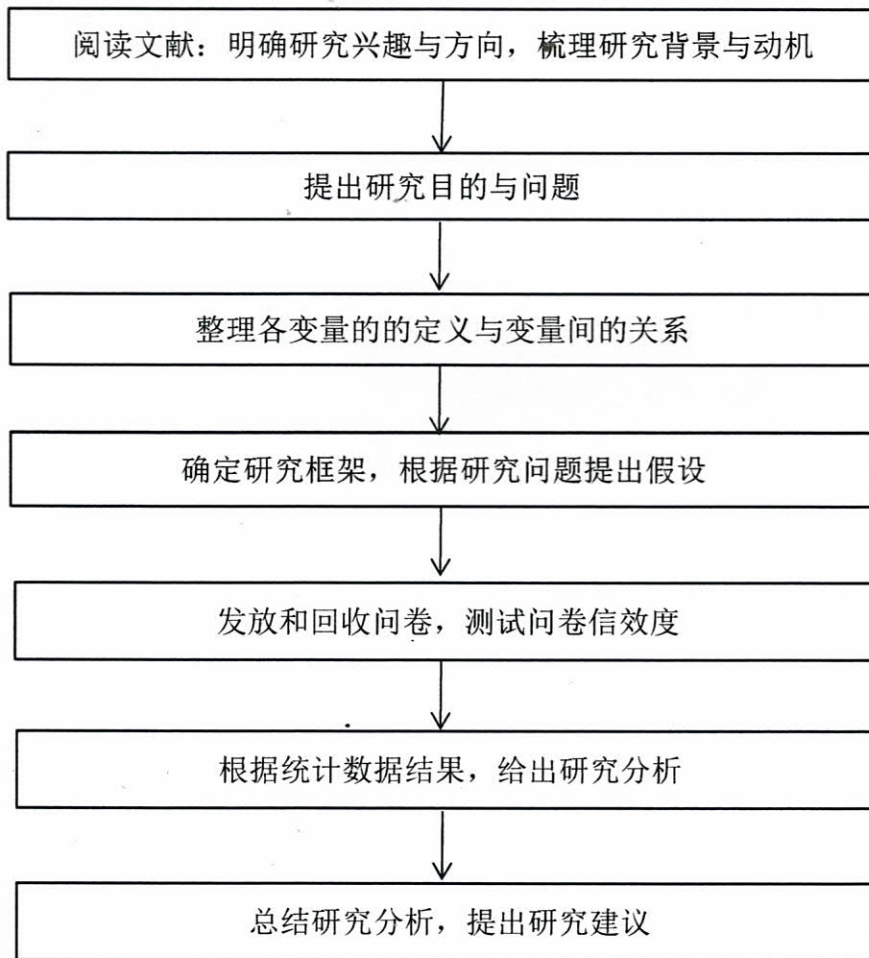 阅读文献：明确研究兴趣与方向，梳理研究背景与动机
提出研究目的与问题
整理各变量的的定义与变量间的关系
确定研究框架，根据研究问题提出假设
发放和回收问卷，测试问卷信效度
根据统计数据结果，给出研究分析
总结研究分析，提出研究建议